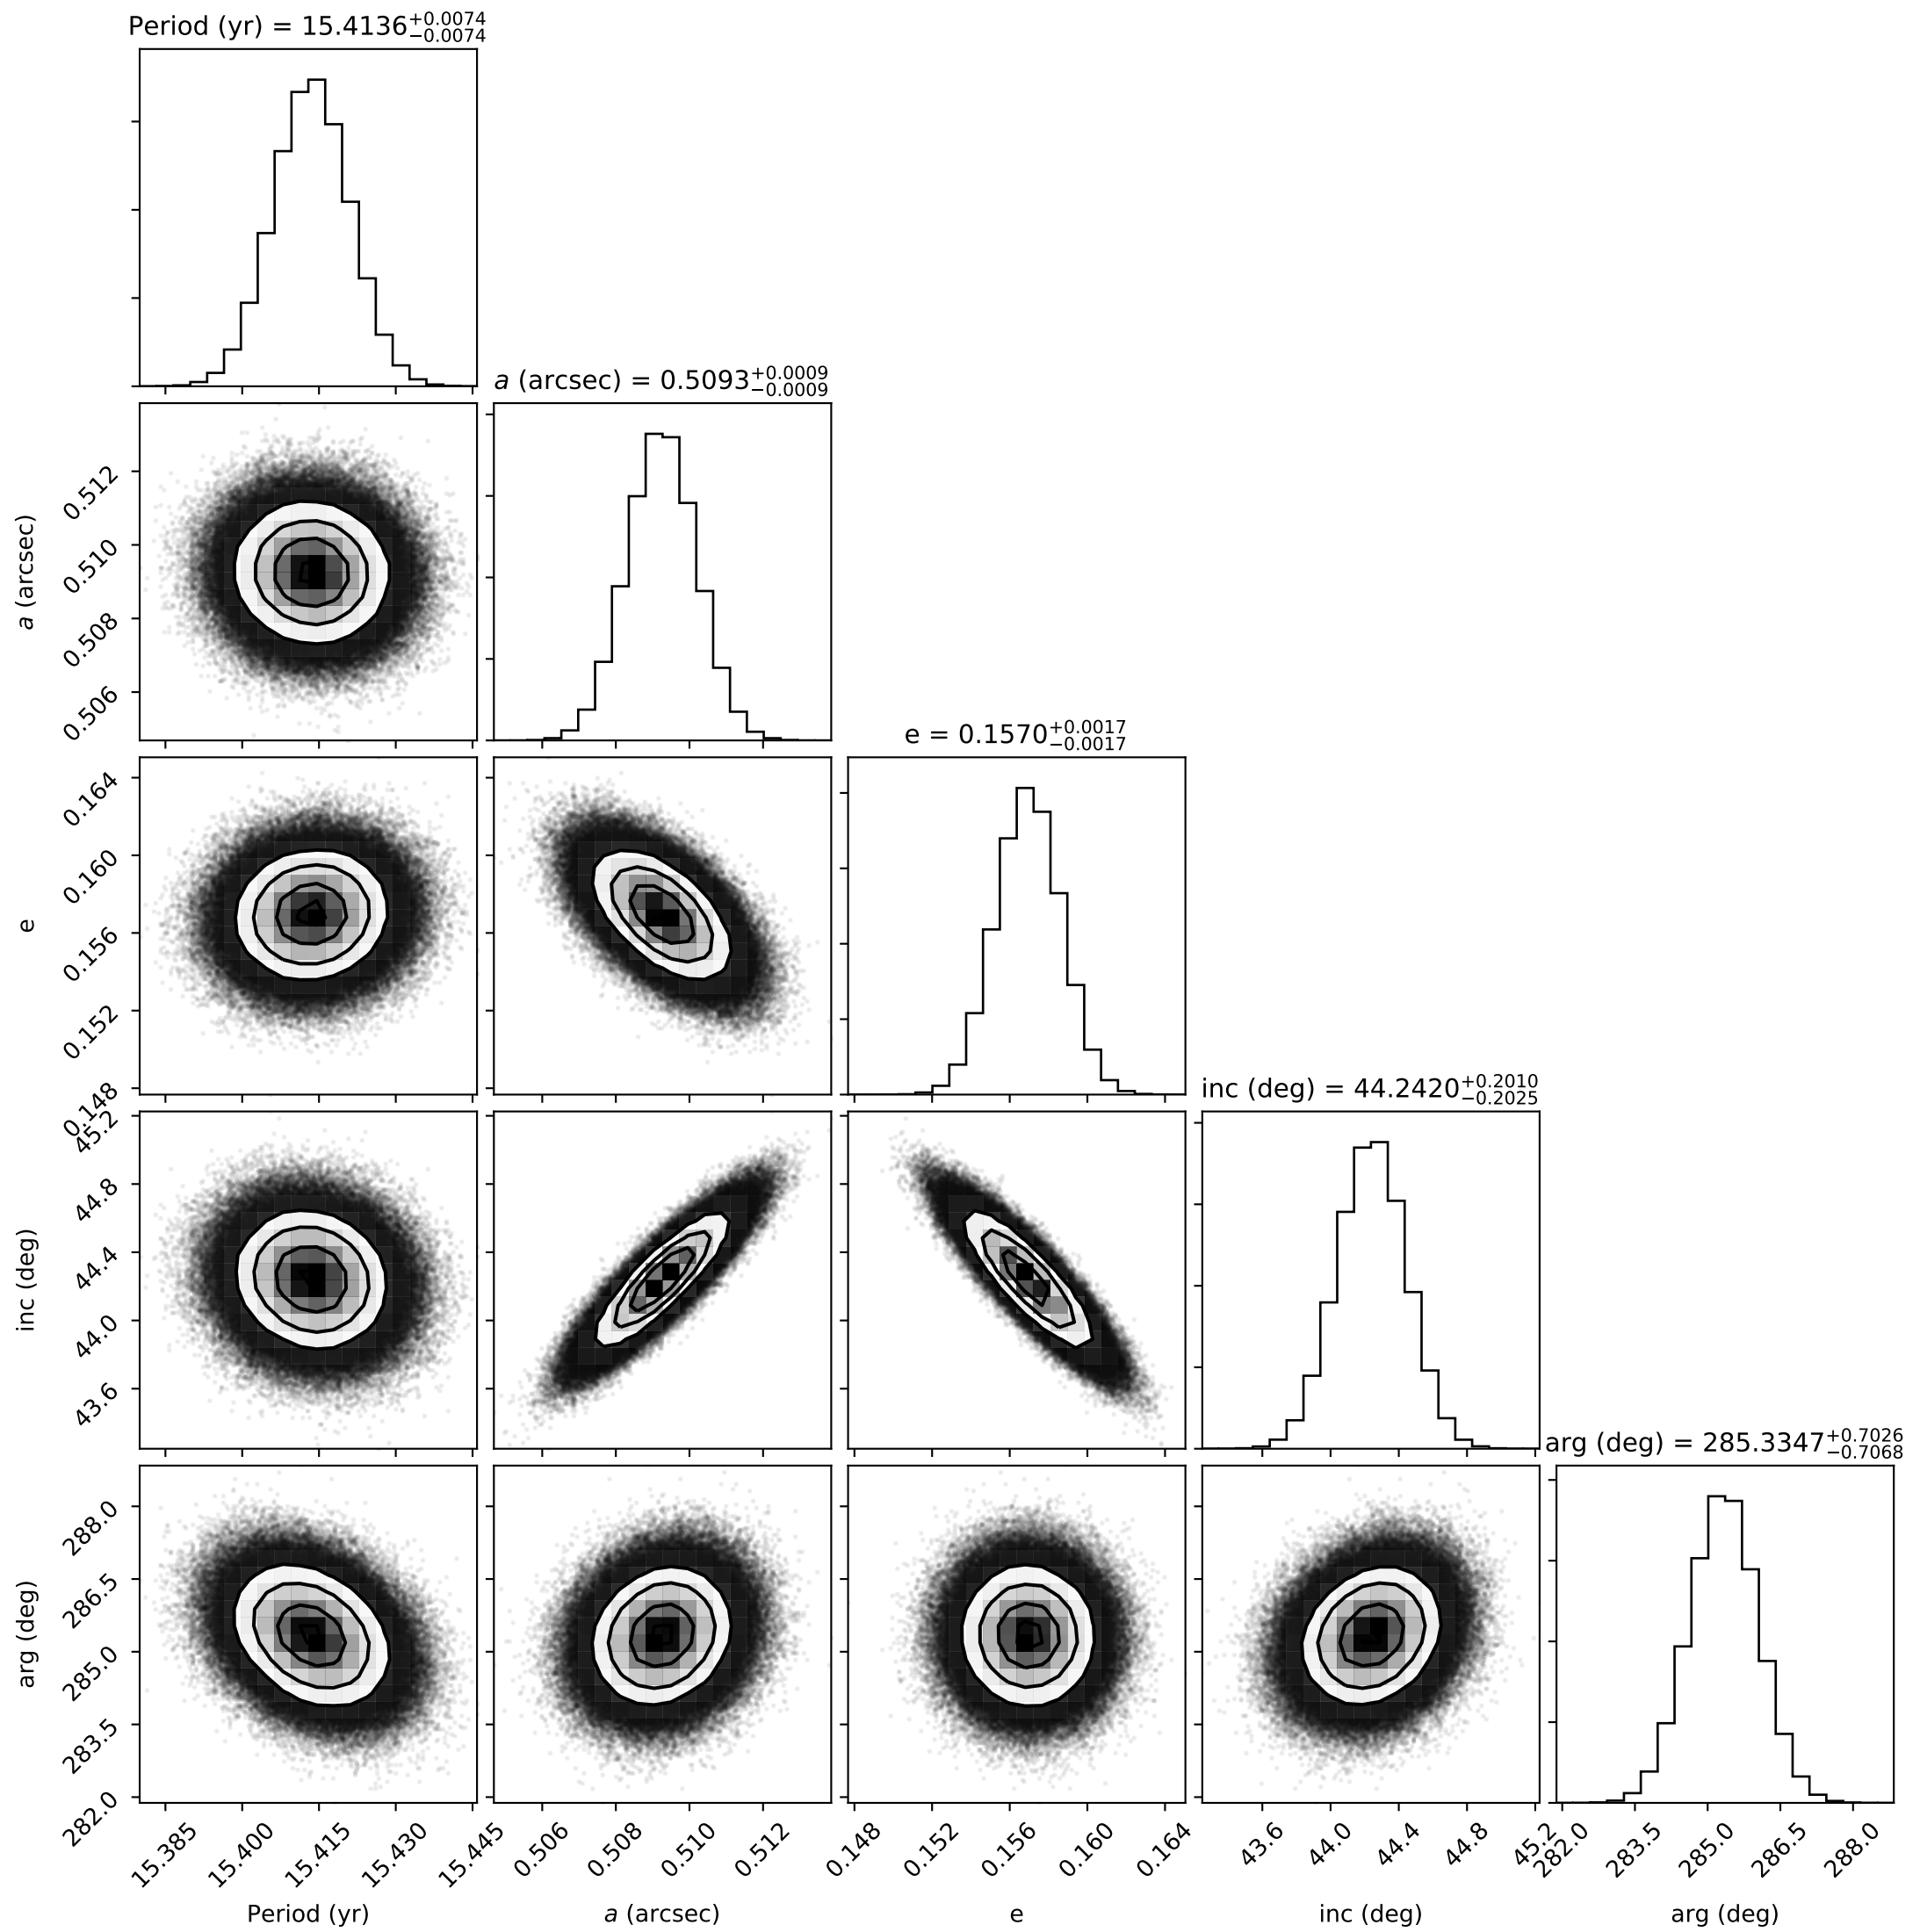 Period (yr) = 15.4136 +0.0074 −0.0074
a (arcsec) = 0.5093 +0.0009 −0.0009
a (arcsec)
0.512
0.510
0.508
0.506
e = 0.1570 +0.0017 −0.0017
e
0.164
0.160
0.156
0.152
0.148
inc (deg) = 44.2420 +0.2010 −0.2025
inc (deg)
45.2
44.8
44.4
44.0
43.6
arg (deg) = 285.3347 +0.7026 −0.7068
arg (deg)
288.0
286.5
285.0
283.5
282.0
15.385 15.400 15.415 15.430 15.445 0.506 0.508 0.510 0.512 0.148 0.152 0.156 0.160 0.164 43.6 44.0 44.4 44.8 45.2 282.0 283.5 285.0 286.5 288.0
Period (yr) a (arcsec) e inc (deg) arg (deg)